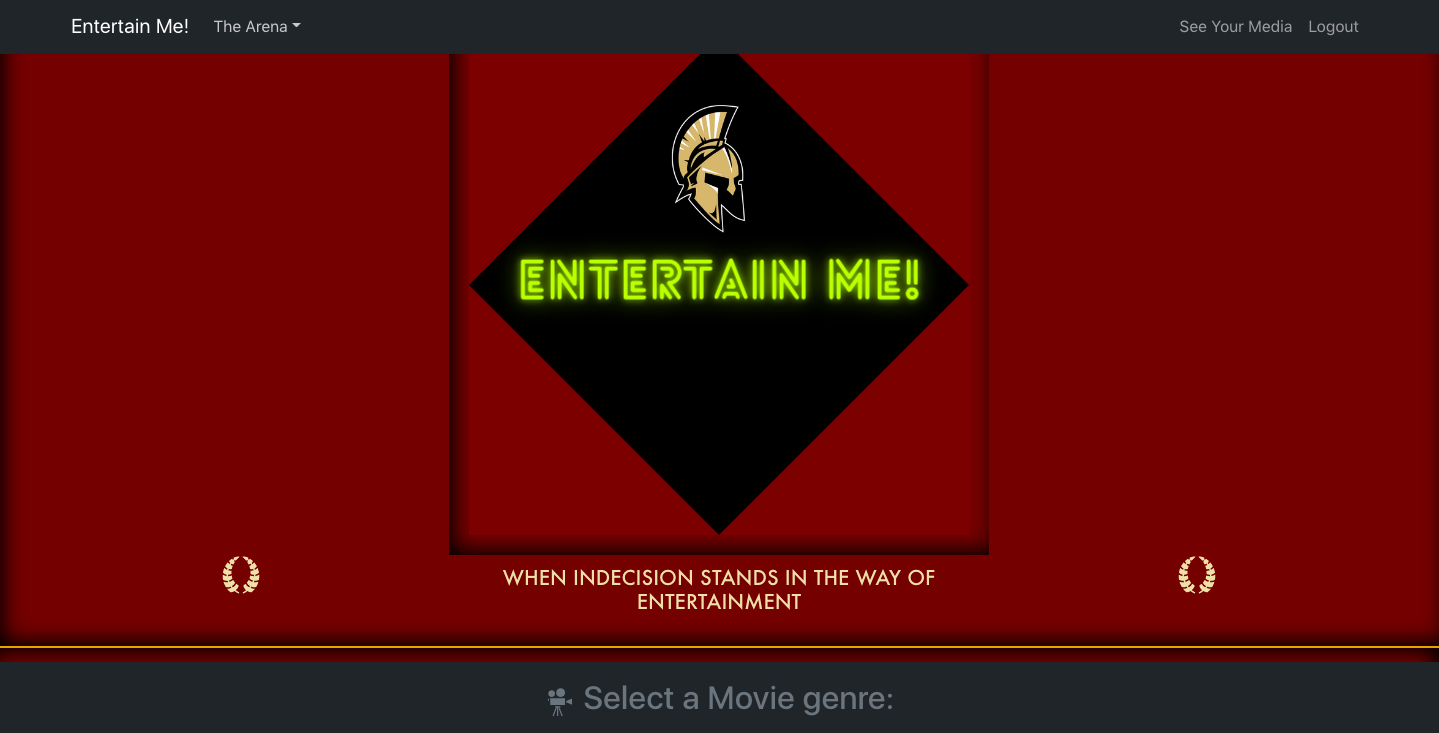 Entertain Me! The Arena See Your Media Logout
ENTERTAIN ME!
WHEN INDECISION STANDS IN THE WAY OF
ENTERTAINMENT
Select a Movie genre: